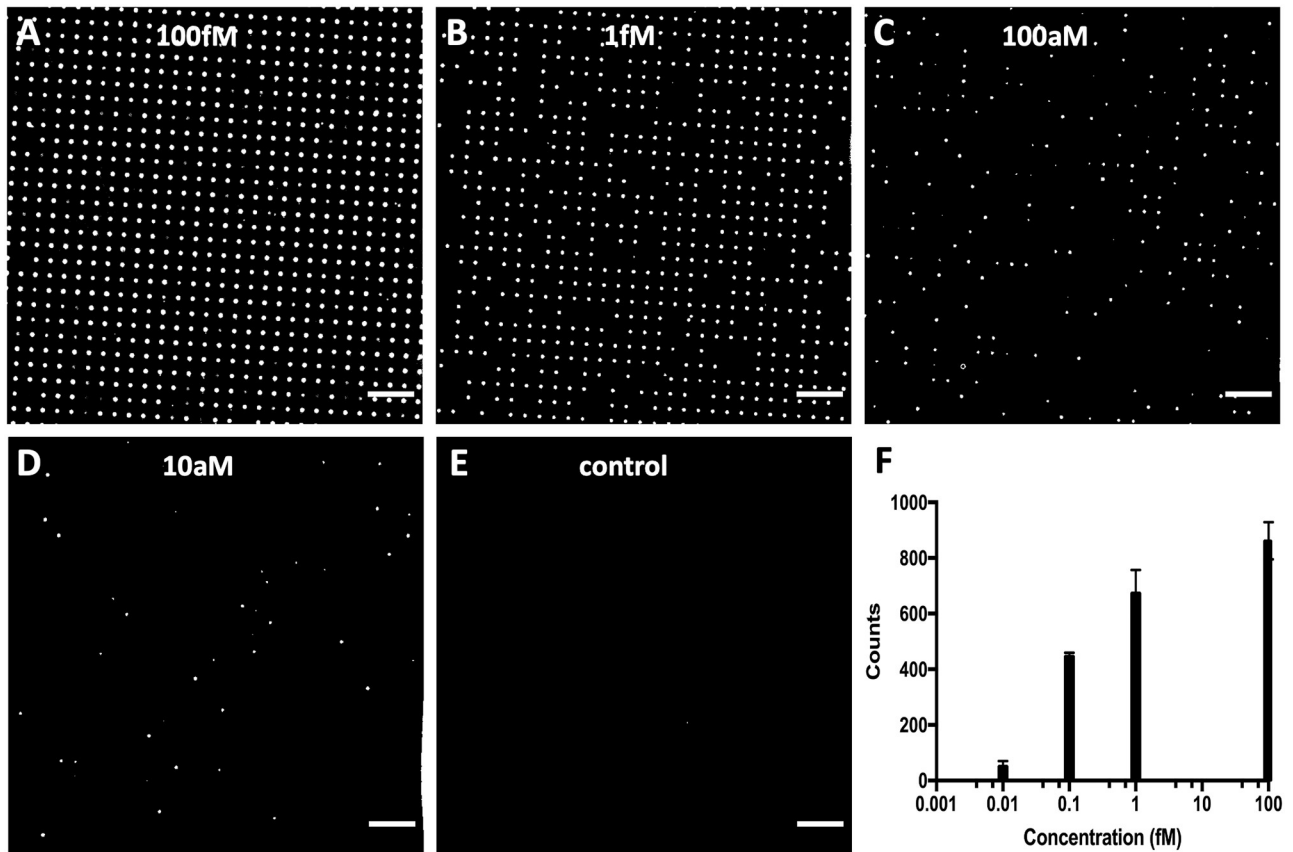 A 100fM
B 1fM
C 100aM
D 10aM
E control
F
1000
800
600
400
200
0
Counts
0.001 0.01 0.1 1 10 100
Concentration (fM)